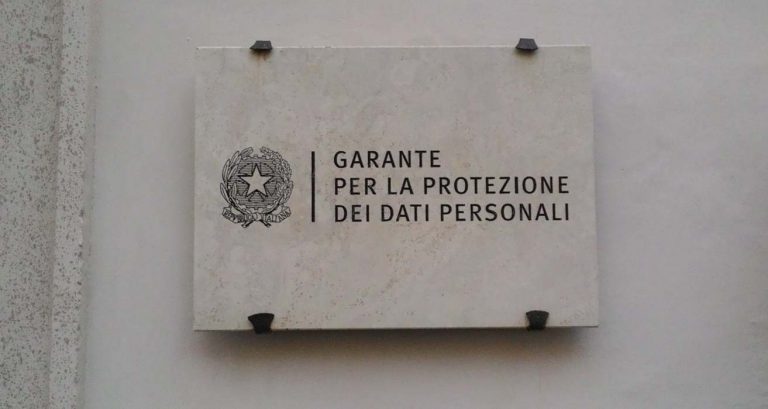 GARANTE
PER LA PROTEZIONE
DEI DATI PERSONALI